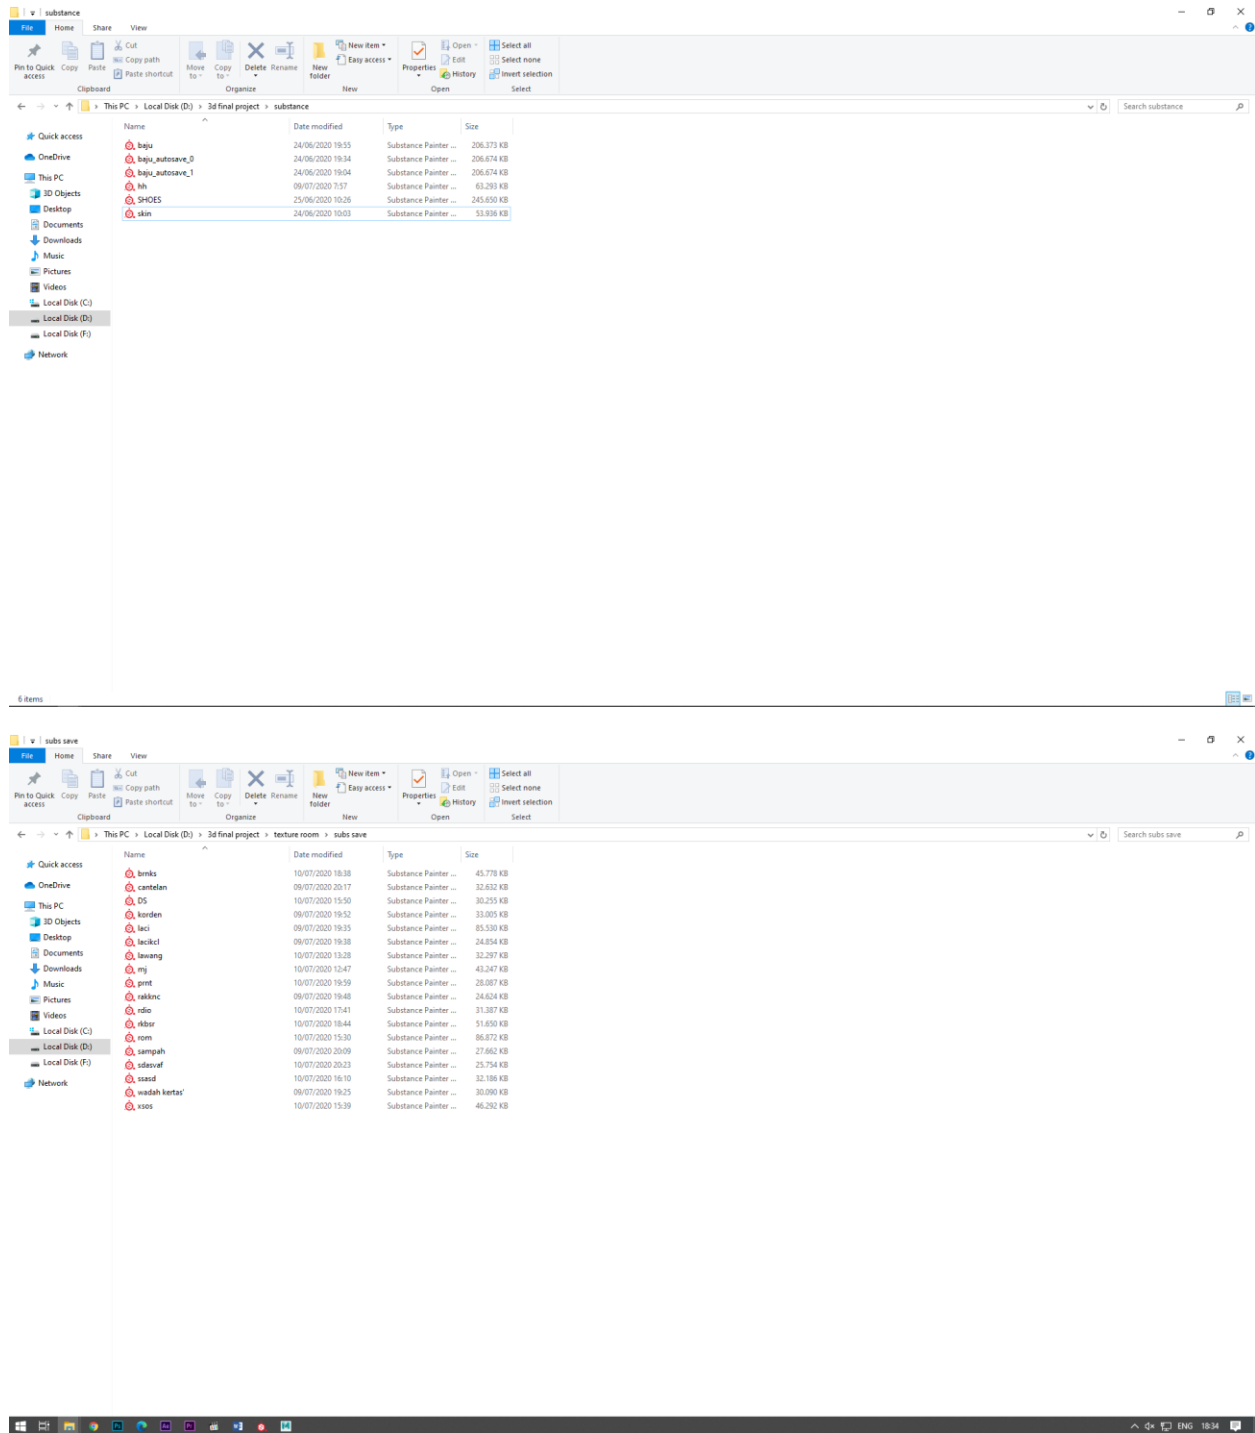 substance
File Home Share View
Pin to Quick access Copy Paste Cut Copy path Paste shortcut Move to Copy to Delete Rename New folder New item Easy access Properties Open Edit History Select all Select none Invert selection
Clipboard Organize New Open Select
This PC > Local Disk (D:) > 3d final project > substance Search substance
Name Date modified Type Size
baju 24/06/2020 19:55 Substance Painter ... 206.373 KB
baju_autosave_0 24/06/2020 19:34 Substance Painter ... 206.674 KB
baju_autosave_1 24/06/2020 19:04 Substance Painter ... 206.674 KB
hh 09/07/2020 7:57 Substance Painter ... 63.293 KB
SHOES 25/06/2020 10:26 Substance Painter ... 245.650 KB
skin 24/06/2020 10:03 Substance Painter ... 53.936 KB
Quick access
OneDrive
This PC
3D Objects
Desktop
Documents
Downloads
Music
Pictures
Videos
Local Disk (C:)
Local Disk (D:)
Local Disk (F:)
Network
6 items
subs save
File Home Share View
Pin to Quick access Copy Paste Cut Copy path Paste shortcut Move to Copy to Delete Rename New folder New item Easy access Properties Open Edit History Select all Select none Invert selection
Clipboard Organize New Open Select
This PC > Local Disk (D:) > 3d final project > texture room > subs save Search subs save
Name Date modified Type Size
brnks 10/07/2020 18:38 Substance Painter ... 45.778 KB
cantelan 09/07/2020 20:17 Substance Painter ... 32.632 KB
DS 10/07/2020 15:50 Substance Painter ... 30.255 KB
korden 09/07/2020 19:52 Substance Painter ... 33.005 KB
laci 09/07/2020 19:35 Substance Painter ... 85.530 KB
lacikcl 09/07/2020 19:38 Substance Painter ... 24.854 KB
lawang 10/07/2020 13:28 Substance Painter ... 32.297 KB
mj 10/07/2020 12:47 Substance Painter ... 43.247 KB
prnt 10/07/2020 19:59 Substance Painter ... 28.087 KB
rakknc 09/07/2020 19:48 Substance Painter ... 24.624 KB
rdio 10/07/2020 17:41 Substance Painter ... 31.387 KB
rkbsr 10/07/2020 18:44 Substance Painter ... 51.650 KB
rom 10/07/2020 15:30 Substance Painter ... 86.872 KB
sampah 09/07/2020 20:09 Substance Painter ... 27.662 KB
sdasvaf 10/07/2020 20:23 Substance Painter ... 25.754 KB
ssasd 10/07/2020 16:10 Substance Painter ... 32.186 KB
wadah kertas' 09/07/2020 19:25 Substance Painter ... 30.090 KB
xsos 10/07/2020 15:39 Substance Painter ... 46.292 KB
Quick access
OneDrive
This PC
3D Objects
Desktop
Documents
Downloads
Music
Pictures
Videos
Local Disk (C:)
Local Disk (D:)
Local Disk (F:)
Network
ENG 18:34